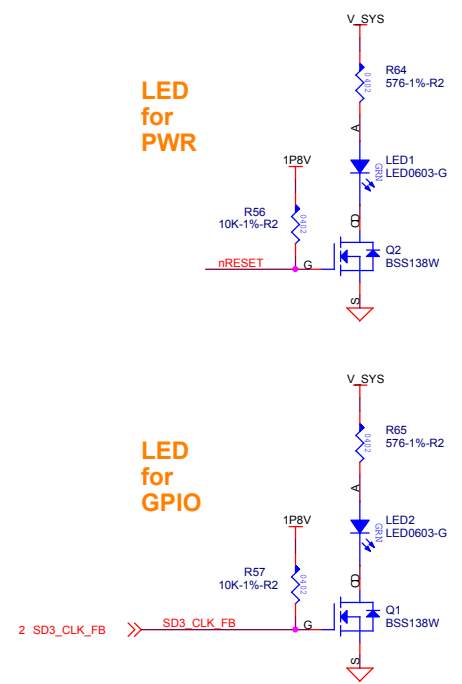 V_SYS
R64
576-1%-R2
0402
LED
for
PWR
A
LED1
LED0603-G
GRN
1P8V
R56
10K-1%-R2
0402
D
Q2
BSS138W
nRESET
G
S
V_SYS
R65
576-1%-R2
0402
LED
for
GPIO
A
LED2
LED0603-G
GRN
1P8V
R57
10K-1%-R2
0402
D
Q1
BSS138W
2 SD3_CLK_FB
SD3_CLK_FB
G
S